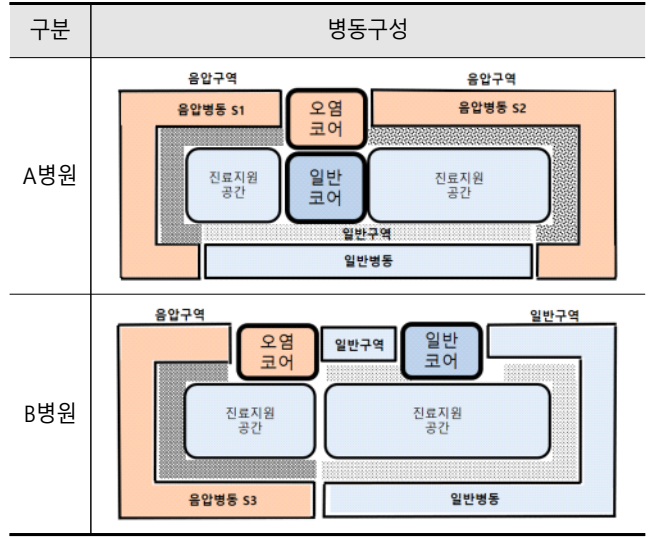 구분
병동구성
A병원
음압구역
음압구역
음압병동 S1
오염
코어
음압병동 S2
진료지원
공간
일반
코어
진료지원
공간
일반구역
일반병동
B병원
음압구역
일반구역
오염
코어
일반구역
일반
코어
진료지원
공간
진료지원
공간
음압병동 S3
일반병동